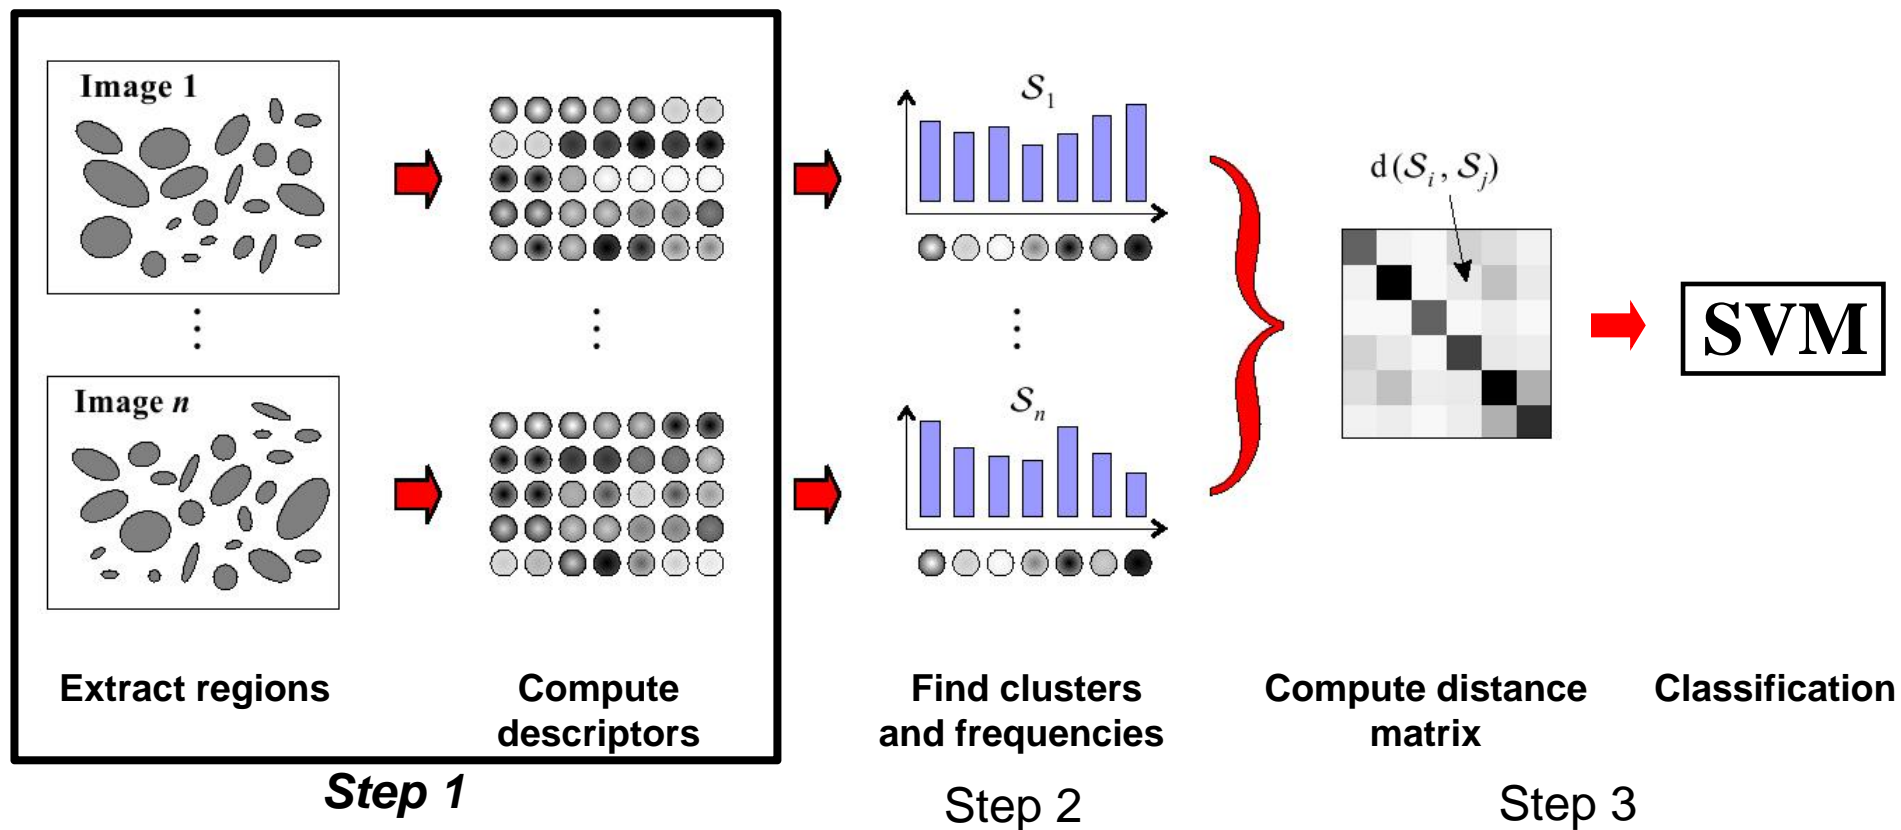 Image 1
Image n
S1
Sn
d(Si, Sj)
SVM
Extract regions
Compute
descriptors
Find clusters
and frequencies
Compute distance
matrix
Classification
Step 1
Step 2
Step 3